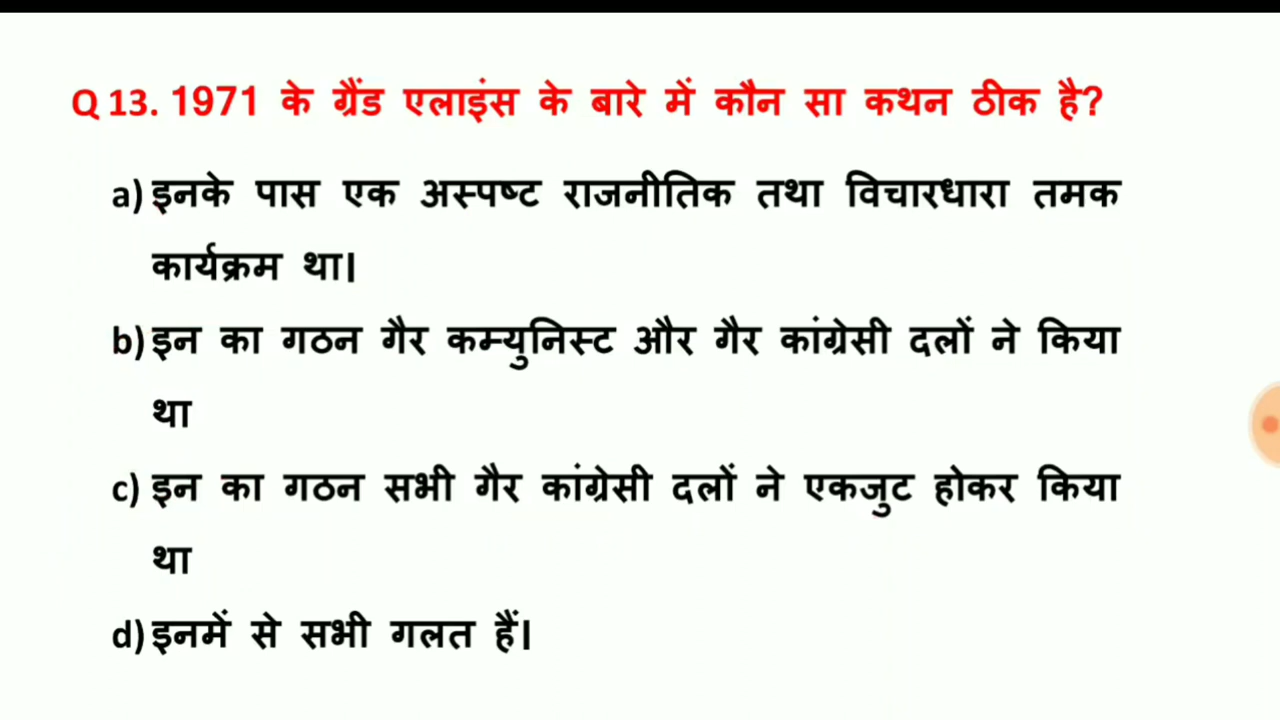 Q 13. 1971 के ग्रैंड एलाइंस के बारे में कौन सा कथन ठीक है?
a) इनके पास एक अस्पष्ट राजनीतिक तथा विचारधारा तमक
कार्यक्रम था।
b) इन का गठन गैर कम्युनिस्ट और गैर कांग्रेसी दलों ने किया
था
c) इन का गठन सभी गैर कांग्रेसी दलों ने एकजुट होकर किया
था
d) इनमें से सभी गलत हैं।